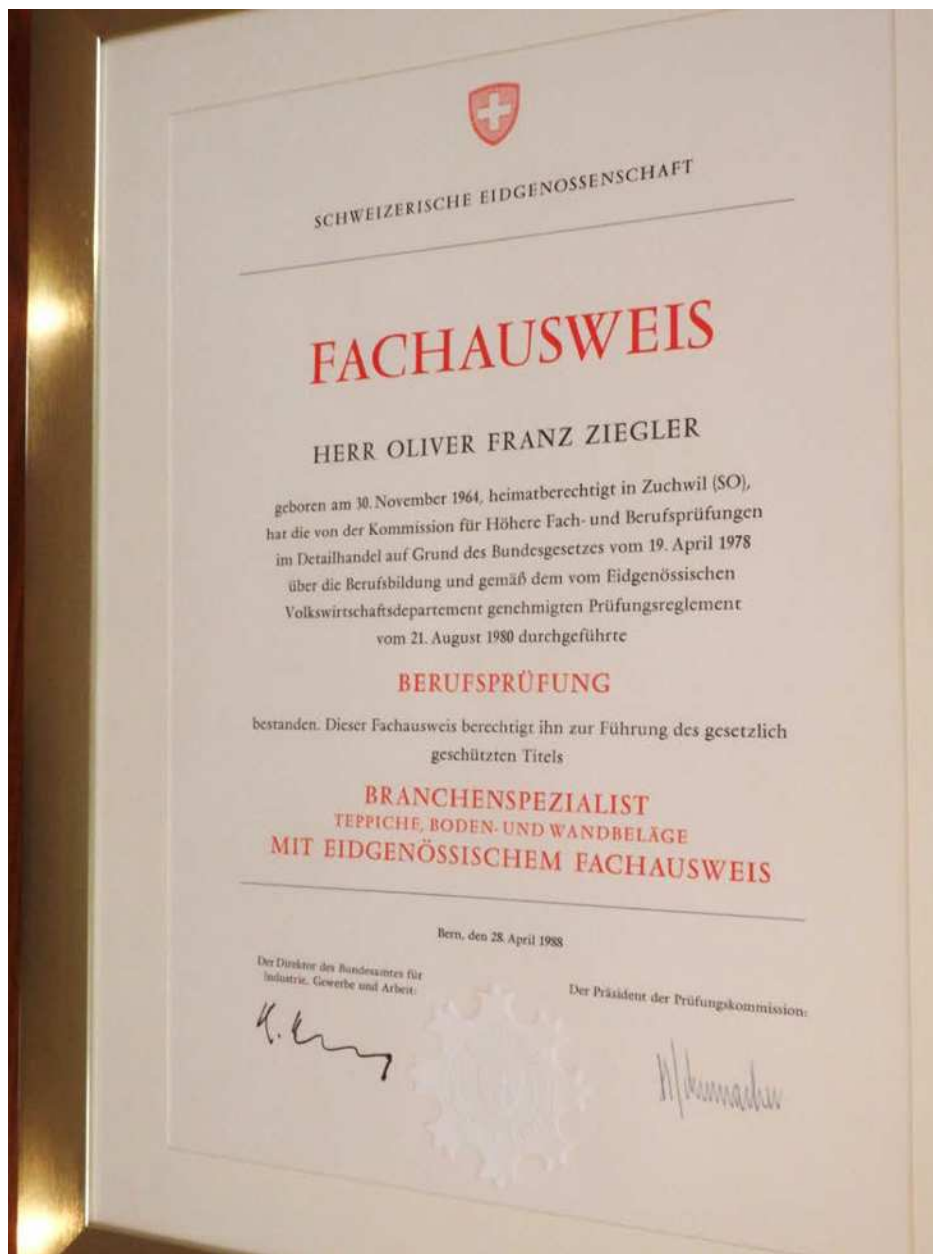 SCHWEIZERISCHE EIDGENOSSENSCHAFT
FACHAUSWEIS
HERR OLIVER FRANZ ZIEGLER
geboren am 30. November 1964, heimatberechtigt in Zuchwil (SO),
hat die von der Kommission für Höhere Fach- und Berufsprüfungen
im Detailhandel auf Grund des Bundesgesetzes vom 19. April 1978
über die Berufsbildung und gemäß dem vom Eidgenössischen
Volkswirtschaftsdepartement genehmigten Prüfungsreglement
vom 21. August 1980 durchgeführte
BERUFSPRÜFUNG
bestanden. Dieser Fachausweis berechtigt ihn zur Führung des gesetzlich
geschützten Titels
BRANCHENSPEZIALIST
TEPPICHE, BODEN- UND WANDBELÄGE
MIT EIDGENÖSSISCHEM FACHAUSWEIS
Bern, den 28. April 1988
Der Direktor des Bundesamtes für
Industrie, Gewerbe und Arbeit:
Der Präsident der Prüfungskommission: